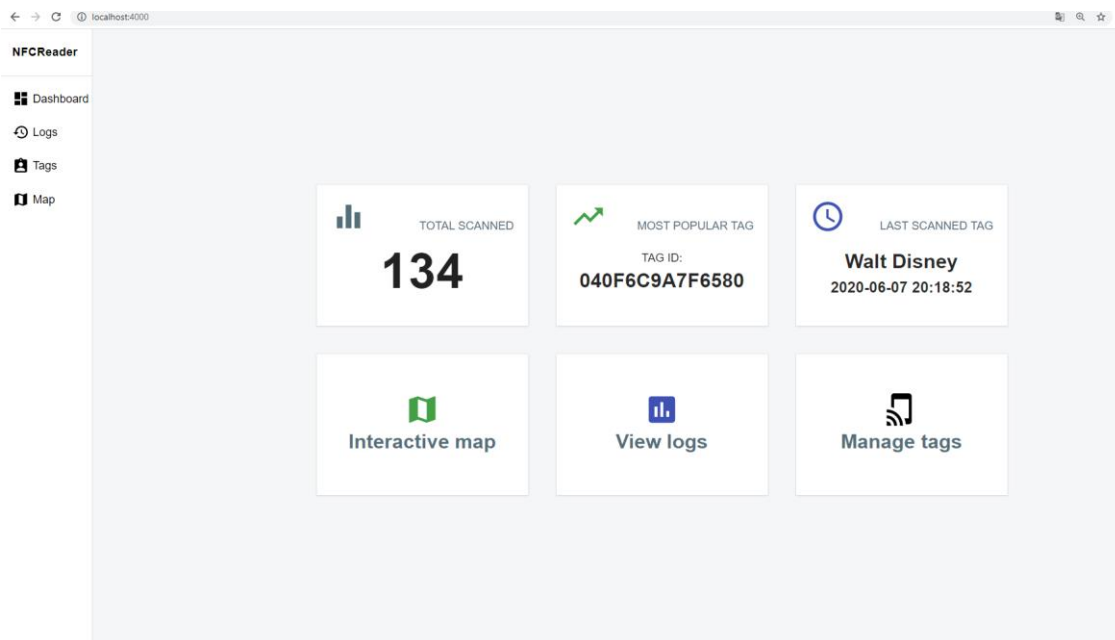 localhost:4000
NFCReader
Dashboard
Logs
Tags
Map
TOTAL SCANNED
134
MOST POPULAR TAG
TAG ID:
040F6C9A7F6580
LAST SCANNED TAG
Walt Disney
2020-06-07 20:18:52
Interactive map
View logs
Manage tags